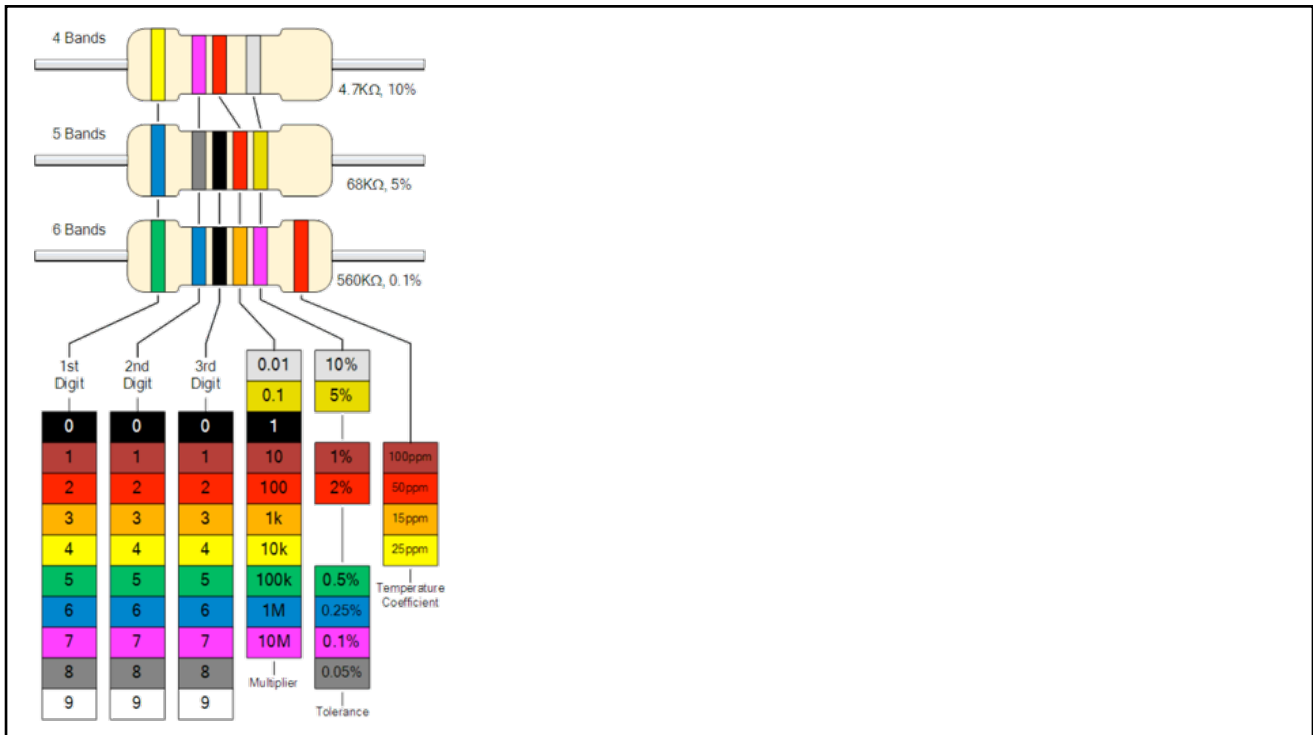 4 Bands
4.7KΩ, 10%
5 Bands
68KΩ, 5%
6 Bands
560KΩ, 0.1%
1st
Digit
2nd
Digit
3rd
Digit
0.01 10%
0.1 5%
0 0 0 1
1 1 1 10 1% 100ppm
2 2 2 100 2% 50ppm
3 3 3 1k 15ppm
4 4 4 10k 25ppm
5 5 5 100k 0.5%
Temperature
Coefficient
6 6 6 1M 0.25%
7 7 7 10M 0.1%
8 8 8 0.05%
Multiplier
9 9 9
Tolerance